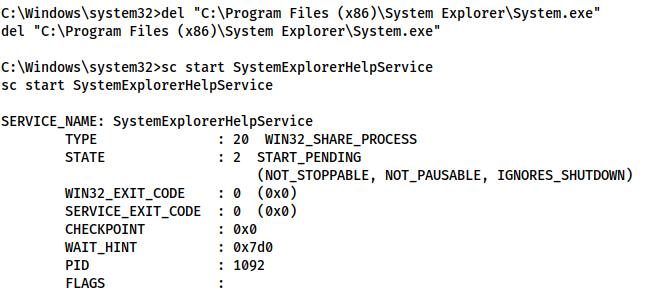 C:\Windows\system32>del "C:\Program Files (x86)\System Explorer\System.exe"
del "C:\Program Files (x86)\System Explorer\System.exe"

C:\Windows\system32>sc start SystemExplorerHelpService
sc start SystemExplorerHelpService

SERVICE_NAME: SystemExplorerHelpService
        TYPE               : 20  WIN32_SHARE_PROCESS
        STATE              : 2  START_PENDING
                                (NOT_STOPPABLE, NOT_PAUSABLE, IGNORES_SHUTDOWN)
        WIN32_EXIT_CODE    : 0  (0x0)
        SERVICE_EXIT_CODE  : 0  (0x0)
        CHECKPOINT         : 0x0
        WAIT_HINT          : 0x7d0
        PID                : 1092
        FLAGS              :